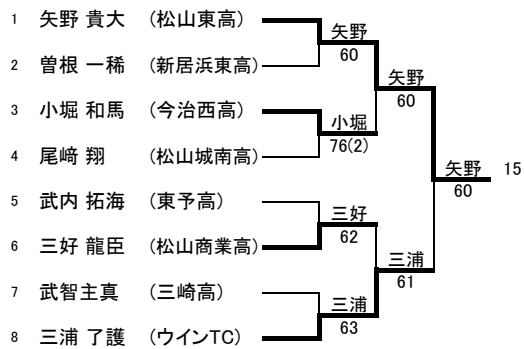 1 矢野 貴大 (松山東高)
矢野
60
2 曽根 一稀 (新居浜東高)
矢野
60
3 小堀 和馬 (今治西高)
小堀
76(2)
4 尾﨑 翔 (松山城南高)
矢野 15
60
5 武内 拓海 (東予高)
三好
62
6 三好 龍臣 (松山商業高)
三浦
61
7 武智主真 (三崎高)
三浦
63
8 三浦 了護 (ウインTC)